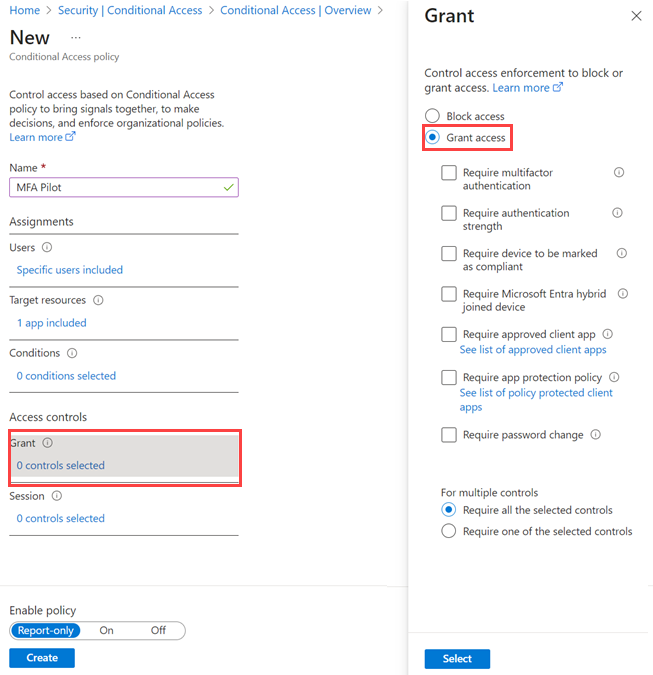 Home > Security | Conditional Access > Conditional Access | Overview >
New ...
Conditional Access policy
Control access based on Conditional Access
policy to bring signals together, to make
decisions, and enforce organizational policies.
Learn more
Name *
MFA Pilot
Assignments
Users
Specific users included
Target resources
1 app included
Conditions
0 conditions selected
Access controls
Grant
0 controls selected
Session
0 controls selected
Enable policy
Report-only On Off
Create
Grant
Control access enforcement to block or
grant access. Learn more
Block access
Grant access
Require multifactor
authentication
Require authentication
strength
Require device to be marked
as compliant
Require Microsoft Entra hybrid
joined device
Require approved client app
See list of approved client apps
Require app protection policy
See list of policy protected client
apps
Require password change
For multiple controls
Require all the selected controls
Require one of the selected controls
Select